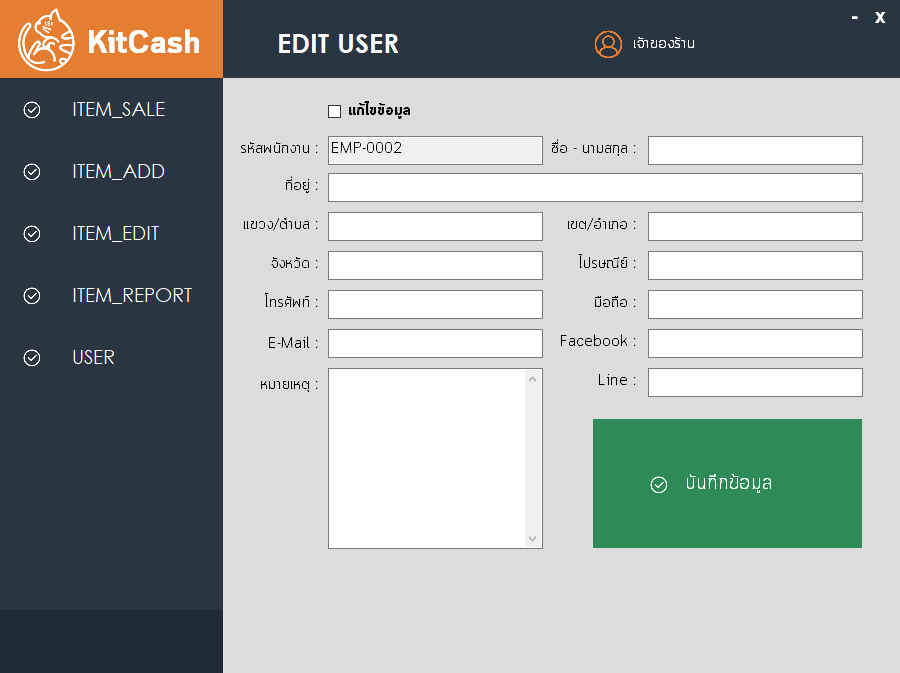 KitCash
EDIT USER
เจ้าของร้าน
- X
ITEM_SALE
ITEM_ADD
ITEM_EDIT
ITEM_REPORT
USER
แก้ไขข้อมูล
รหัสพนักงาน : EMP-0002 ชื่อ - นามสกุล :
ที่อยู่ :
แขวง/ตำบล : เขต/อำเภอ :
จังหวัด : ไปรษณีย์ :
โทรศัพท์ : มือถือ :
E-Mail : Facebook :
หมายเหตุ : Line :
บันทึกข้อมูล